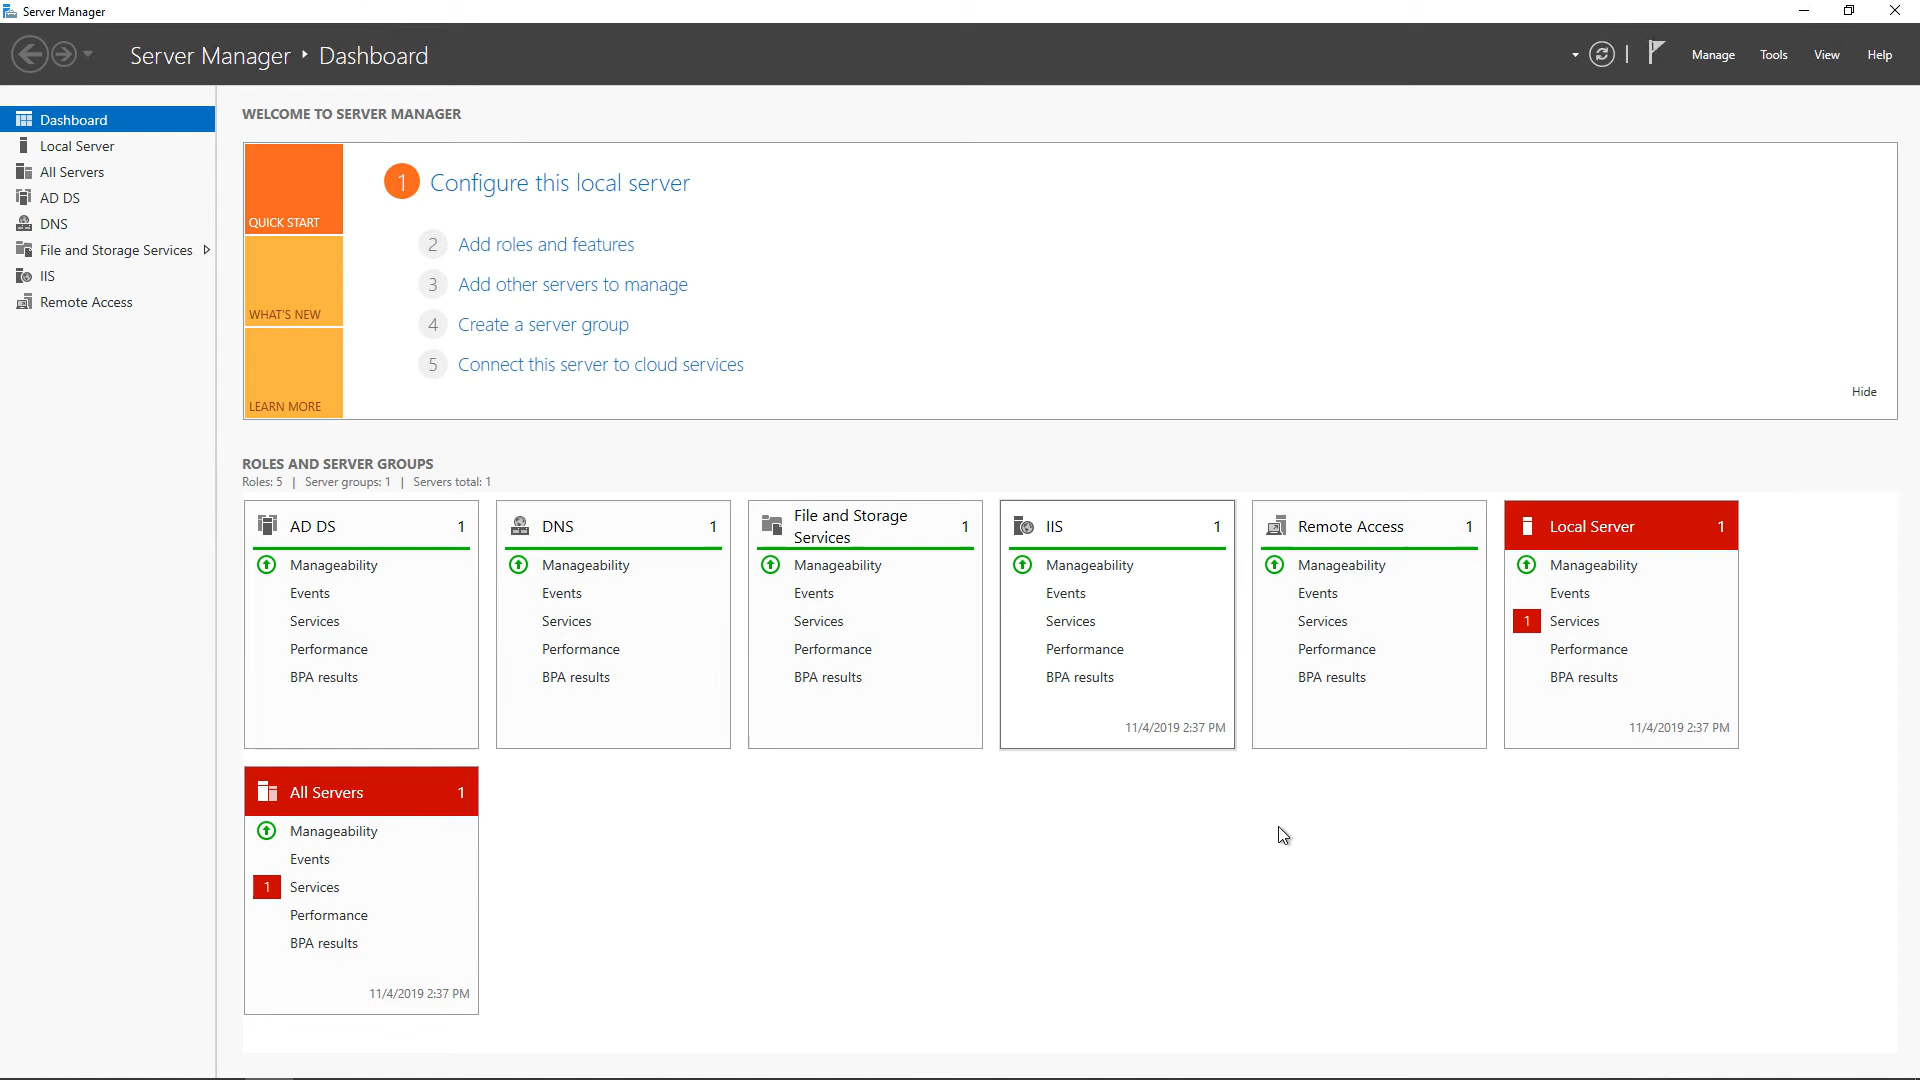 Server Manager
Server Manager ‣ Dashboard
Manage Tools View Help
Dashboard
Local Server
All Servers
AD DS
DNS
File and Storage Services
IIS
Remote Access
WELCOME TO SERVER MANAGER
QUICK START
WHAT'S NEW
LEARN MORE
1 Configure this local server
2 Add roles and features
3 Add other servers to manage
4 Create a server group
5 Connect this server to cloud services
Hide
ROLES AND SERVER GROUPS
Roles: 5 | Server groups: 1 | Servers total: 1
AD DS 1
Manageability
Events
Services
Performance
BPA results
DNS 1
Manageability
Events
Services
Performance
BPA results
File and Storage
Services 1
Manageability
Events
Services
Performance
BPA results
IIS 1
Manageability
Events
Services
Performance
BPA results
11/4/2019 2:37 PM
Remote Access 1
Manageability
Events
Services
Performance
BPA results
Local Server 1
Manageability
Events
1 Services
Performance
BPA results
11/4/2019 2:37 PM
All Servers 1
Manageability
Events
1 Services
Performance
BPA results
11/4/2019 2:37 PM